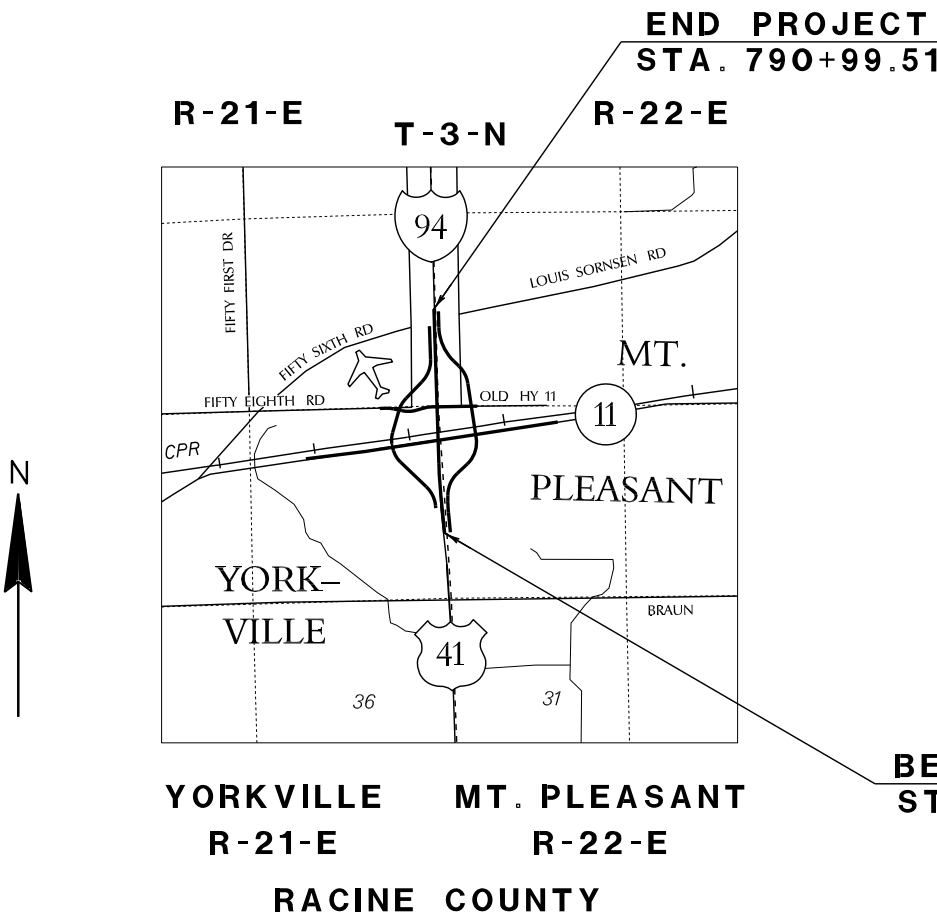 END PROJECT
STA. 790+99.51
R-21-E
T-3-N
R-22-E
94
FIFTY FIRST DR
LOUIS SORNSEN RD
FIFTY SIXTH RD
MT.
FIFTY EIGHTH RD
OLD HY 11
11
CPR
N
PLEASANT
YORK–
VILLE
BRAUN
41
36
31
BE
ST
YORKVILLE
MT. PLEASANT
R-21-E
R-22-E
RACINE COUNTY